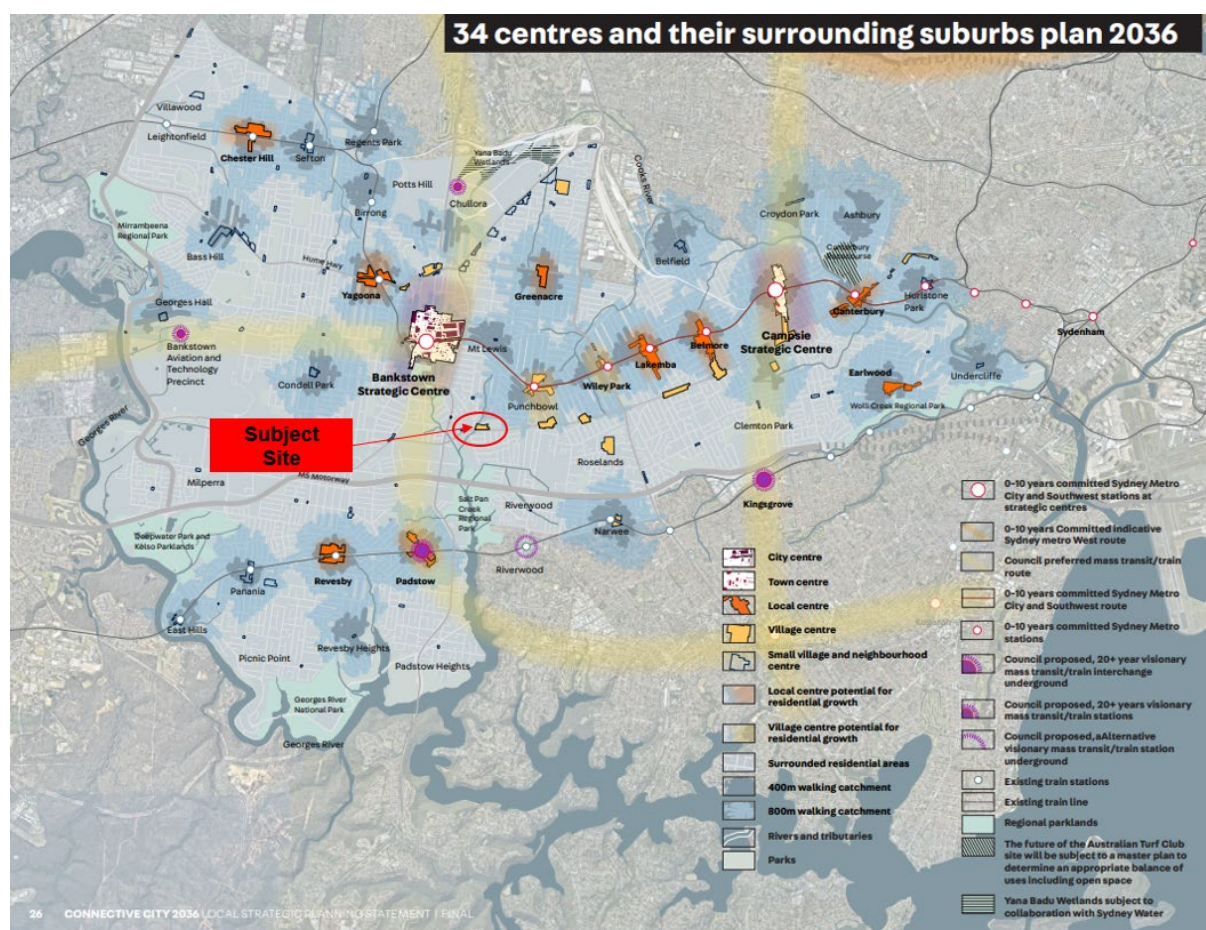 34 centres and their surrounding suburbs plan 2036
Villawood
Leightonfield
Chester Hill
Sefton
Regents Park
Potts Hill
Birrong
Yana Badu
Wetlands
Chullora
Cooks River
Croydon Park
Ashbury
Canterbury
Racecourse
Belfield
Mirrambeena
Regional Park
Bass Hill
Hume Hwy
Yagoona
Greenacre
Georges Hall
Bankstown
Aviation and
Technology
Precinct
Condell Park
Mt Lewis
Bankstown
Strategic Centre
Punchbowl
Wiley Park
Lakemba
Belmore
Campsie
Strategic Centre
Canterbury
Hurlstone
Park
Sydenham
Earlwood
Undercliffe
Wolli Creek Regional Park
Clemton Park
Roselands
Subject
Site
Georges River
Milperra
M5 Motorway
Salt Pan
Creek
Regional
Park
Riverwood
Narwee
Kingsgrove
Deepwater Park and
Kelso Parklands
Riverwood
Revesby
Padstow
Panania
East Hills
Picnic Point
Revesby Heights
Padstow Heights
Georges River
National Park
Georges River
City centre
Town centre
Local centre
Village centre
Small village and neighbourhood
centre
Local centre potential for
residential growth
Village centre potential for
residential growth
Surrounded residential areas
400m walking catchment
800m walking catchment
Rivers and tributaries
Parks
0-10 years committed Sydney Metro
City and Southwest stations at
strategic centres
0-10 years Committed indicative
Sydney metro West route
Council preferred mass transit/train
route
0-10 years committed Sydney Metro
City and Southwest route
0-10 years committed Sydney Metro
stations
Council proposed, 20+ year visionary
mass transit/train interchange
underground
Council proposed, 20+ years visionary
mass transit/train stations
Council proposed,aAlternative
visionary mass transit/train station
underground
Existing train stations
Existing train line
Regional parklands
The future of the Australian Turf Club
site will be subject to a master plan to
determine an appropriate balance of
uses including open space
Yana Badu Wetlands subject to
collaboration with Sydney Water
26 CONNECTIVE CITY 2036 LOCAL STRATEGIC PLANNING STATEMENT | FINAL